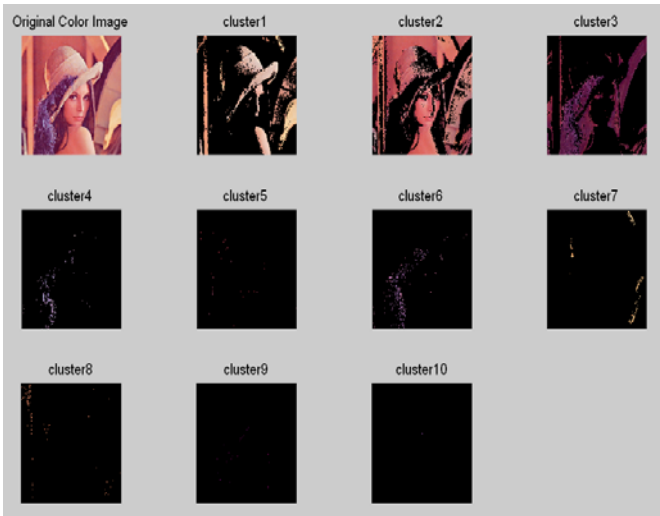 Original Color Image
cluster1
cluster2
cluster3
cluster4
cluster5
cluster6
cluster7
cluster8
cluster9
cluster10